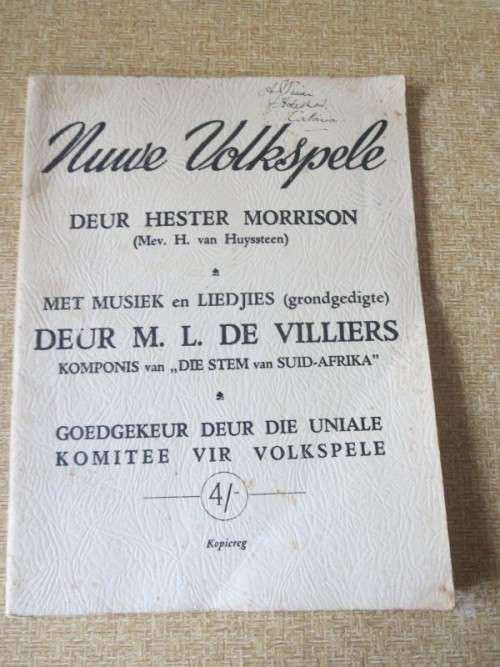 Nuwe Volkspele
DEUR HESTER MORRISON
(Mev. H. van Huyssteen)
MET MUSIEK en LIEDJIES (grondgedigte)
DEUR M. L. DE VILLIERS
KOMPONIS van „DIE STEM van SUID-AFRIKA"
GOEDGEKEUR DEUR DIE UNIALE
KOMITEE VIR VOLKSPELE
4/-
Kopiereg